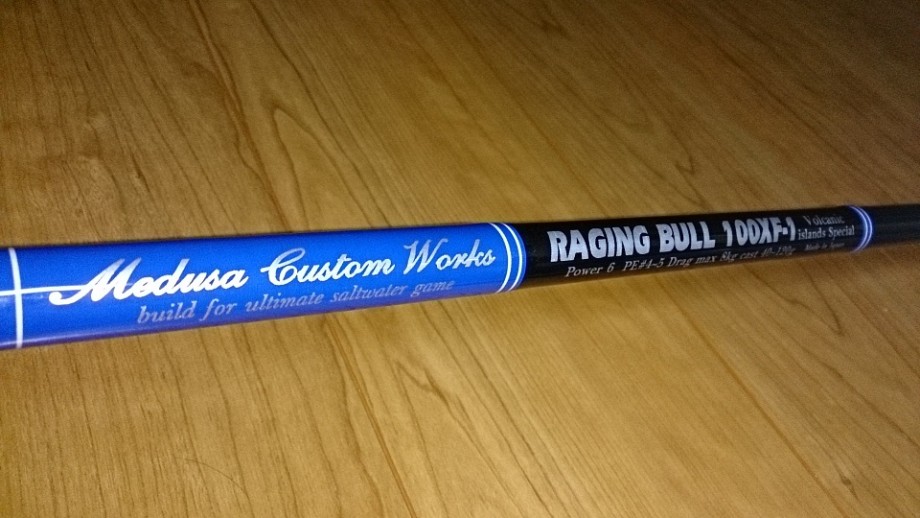 Medusa Custom Works
build for ultimate saltwater game
RAGING BULL 100XF-1
Power 6 PE#4-5 Drag max 8kg cast 40-120g
Volcanic
islands Special
Made in Japan